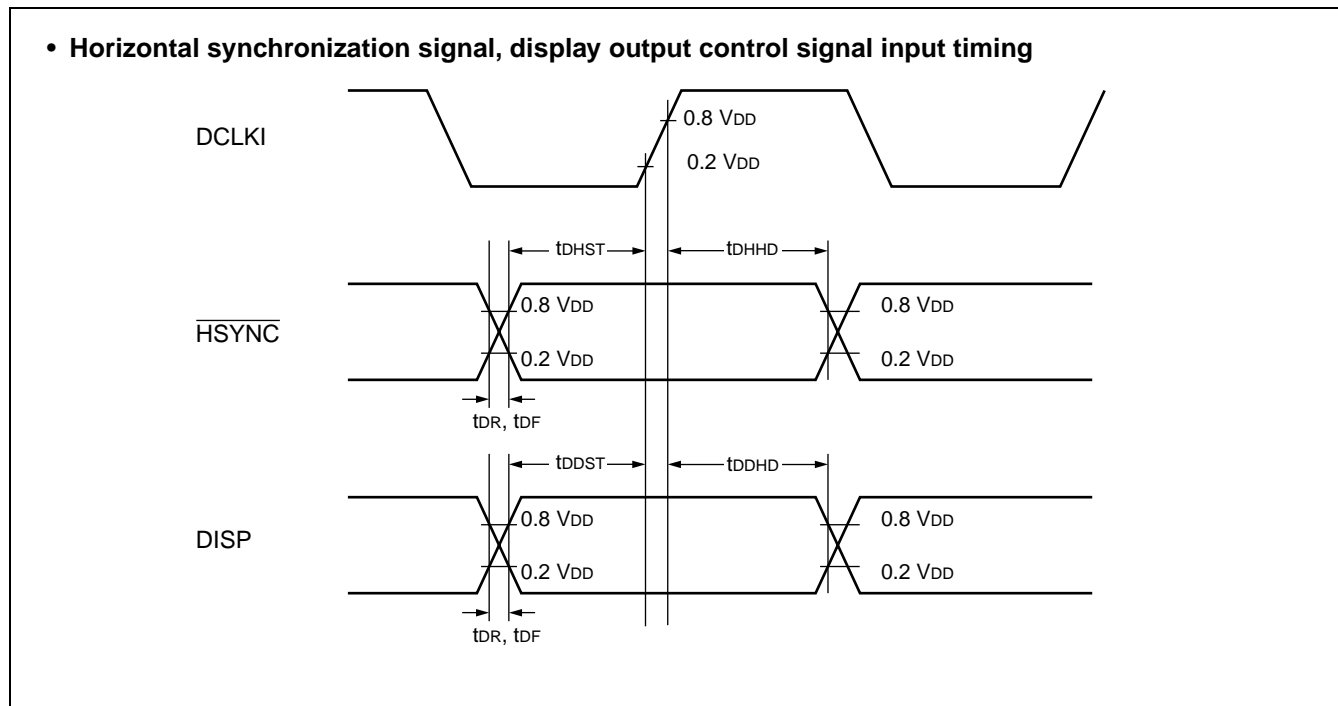 • Horizontal synchronization signal, display output control signal input timing
DCLKI
0.8 VDD
0.2 VDD
tDHST
tDHHD
HSYNC
0.8 VDD
0.8 VDD
0.2 VDD
0.2 VDD
tDR, tDF
tDDST
tDDHD
DISP
0.8 VDD
0.8 VDD
0.2 VDD
0.2 VDD
tDR, tDF